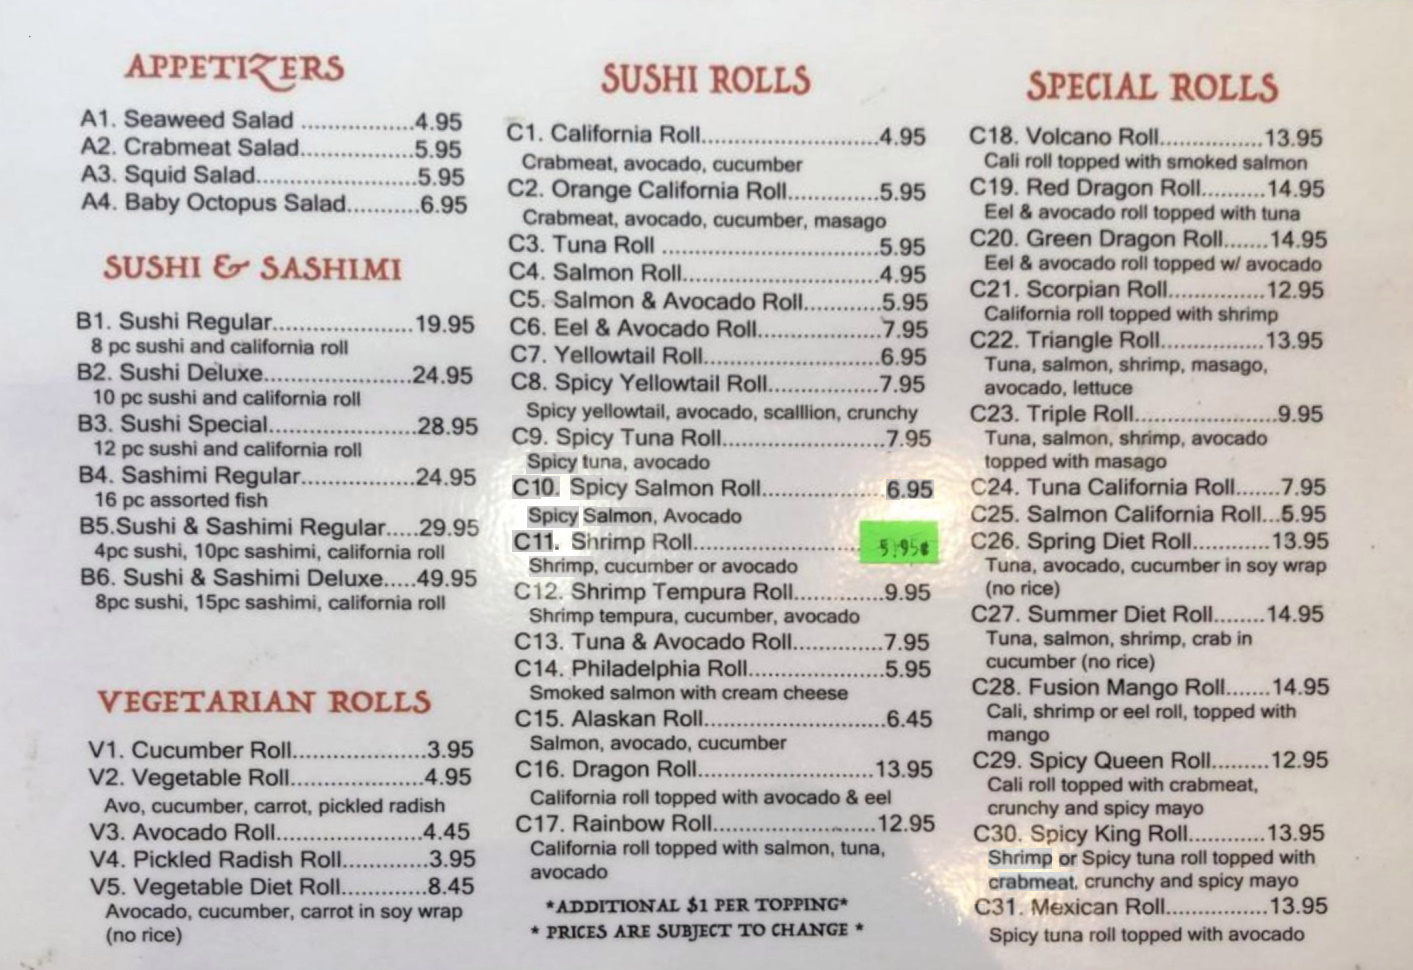 APPETIZERS
A1. Seaweed Salad ................4.95
A2. Crabmeat Salad................5.95
A3. Squid Salad.......................5.95
A4. Baby Octopus Salad..........6.95
SUSHI & SASHIMI
B1. Sushi Regular....................19.95
8 pc sushi and california roll
B2. Sushi Deluxe.....................24.95
10 pc sushi and california roll
B3. Sushi Special.....................28.95
12 pc sushi and california roll
B4. Sashimi Regular................24.95
16 pc assorted fish
B5.Sushi & Sashimi Regular.....29.95
4pc sushi, 10pc sashimi, california roll
B6. Sushi & Sashimi Deluxe.....49.95
8pc sushi, 15pc sashimi, california roll
VEGETARIAN ROLLS
V1. Cucumber Roll...................3.95
V2. Vegetable Roll...................4.95
Avo, cucumber, carrot, pickled radish
V3. Avocado Roll.....................4.45
V4. Pickled Radish Roll............3.95
V5. Vegetable Diet Roll............8.45
Avocado, cucumber, carrot in soy wrap
(no rice)
SUSHI ROLLS
C1. California Roll.........................4.95
Crabmeat, avocado, cucumber
C2. Orange California Roll............5.95
Crabmeat, avocado, cucumber, masago
C3. Tuna Roll ...............................5.95
C4. Salmon Roll............................4.95
C5. Salmon & Avocado Roll...........5.95
C6. Eel & Avocado Roll.................7.95
C7. Yellowtail Roll.........................6.95
C8. Spicy Yellowtail Roll................7.95
Spicy yellowtail, avocado, scalllion, crunchy
C9. Spicy Tuna Roll.......................7.95
Spicy tuna, avocado
C10. Spicy Salmon Roll.................6.95
Spicy Salmon, Avocado
C11. Shrimp Roll........................ 5.95¢
Shrimp, cucumber or avocado
C12. Shrimp Tempura Roll.............9.95
Shrimp tempura, cucumber, avocado
C13. Tuna & Avocado Roll.............7.95
C14. Philadelphia Roll...................5.95
Smoked salmon with cream cheese
C15. Alaskan Roll..........................6.45
Salmon, avocado, cucumber
C16. Dragon Roll.........................13.95
California roll topped with avocado & eel
C17. Rainbow Roll.......................12.95
California roll topped with salmon, tuna,
avocado
*ADDITIONAL $1 PER TOPPING*
* PRICES ARE SUBJECT TO CHANGE *
SPECIAL ROLLS
C18. Volcano Roll...............13.95
Cali roll topped with smoked salmon
C19. Red Dragon Roll.........14.95
Eel & avocado roll topped with tuna
C20. Green Dragon Roll......14.95
Eel & avocado roll topped w/ avocado
C21. Scorpian Roll..............12.95
California roll topped with shrimp
C22. Triangle Roll...............13.95
Tuna, salmon, shrimp, masago,
avocado, lettuce
C23. Triple Roll....................9.95
Tuna, salmon, shrimp, avocado
topped with masago
C24. Tuna California Roll......7.95
C25. Salmon California Roll...5.95
C26. Spring Diet Roll...........13.95
Tuna, avocado, cucumber in soy wrap
(no rice)
C27. Summer Diet Roll.......14.95
Tuna, salmon, shrimp, crab in
cucumber (no rice)
C28. Fusion Mango Roll......14.95
Cali, shrimp or eel roll, topped with
mango
C29. Spicy Queen Roll........12.95
Cali roll topped with crabmeat,
crunchy and spicy mayo
C30. Spicy King Roll...........13.95
Shrimp or Spicy tuna roll topped with
crabmeat, crunchy and spicy mayo
C31. Mexican Roll..............13.95
Spicy tuna roll topped with avocado